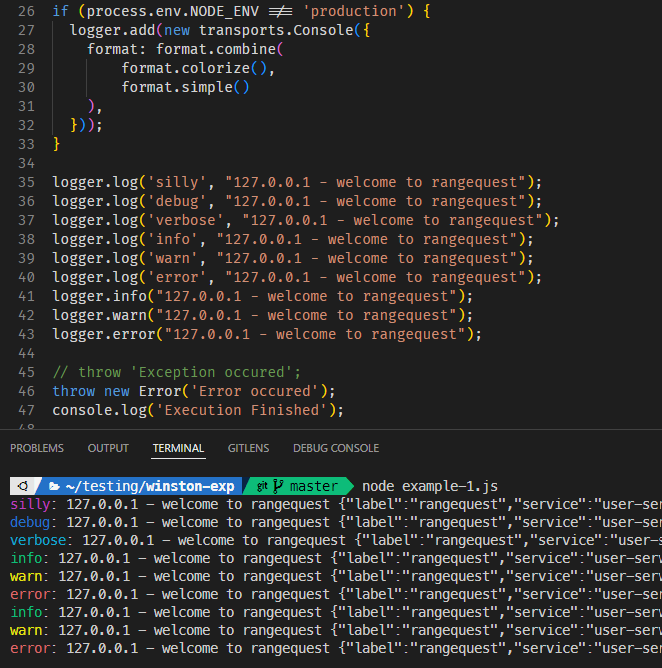 26 if (process.env.NODE_ENV !== 'production') {
27 logger.add(new transports.Console({
28 format: format.combine(
29 format.colorize(),
30 format.simple()
31 ),
32 }));
33 }
34
35 logger.log('silly', "127.0.0.1 - welcome to rangequest");
36 logger.log('debug', "127.0.0.1 - welcome to rangequest");
37 logger.log('verbose', "127.0.0.1 - welcome to rangequest");
38 logger.log('info', "127.0.0.1 - welcome to rangequest");
39 logger.log('warn', "127.0.0.1 - welcome to rangequest");
40 logger.log('error', "127.0.0.1 - welcome to rangequest");
41 logger.info("127.0.0.1 - welcome to rangequest");
42 logger.warn("127.0.0.1 - welcome to rangequest");
43 logger.error("127.0.0.1 - welcome to rangequest");
44
45 // throw 'Exception occured';
46 throw new Error('Error occured');
47 console.log('Execution Finished');
PROBLEMS OUTPUT TERMINAL GITLENS DEBUG CONSOLE
~/testing/winston-exp git master node example-1.js
silly: 127.0.0.1 - welcome to rangequest {"label":"rangequest","service":"user-ser
debug: 127.0.0.1 - welcome to rangequest {"label":"rangequest","service":"user-ser
verbose: 127.0.0.1 - welcome to rangequest {"label":"rangequest","service":"user-s
info: 127.0.0.1 - welcome to rangequest {"label":"rangequest","service":"user-serv
warn: 127.0.0.1 - welcome to rangequest {"label":"rangequest","service":"user-serv
error: 127.0.0.1 - welcome to rangequest {"label":"rangequest","service":"user-ser
info: 127.0.0.1 - welcome to rangequest {"label":"rangequest","service":"user-serv
warn: 127.0.0.1 - welcome to rangequest {"label":"rangequest","service":"user-serv
error: 127.0.0.1 - welcome to rangequest {"label":"rangequest","service":"user-ser